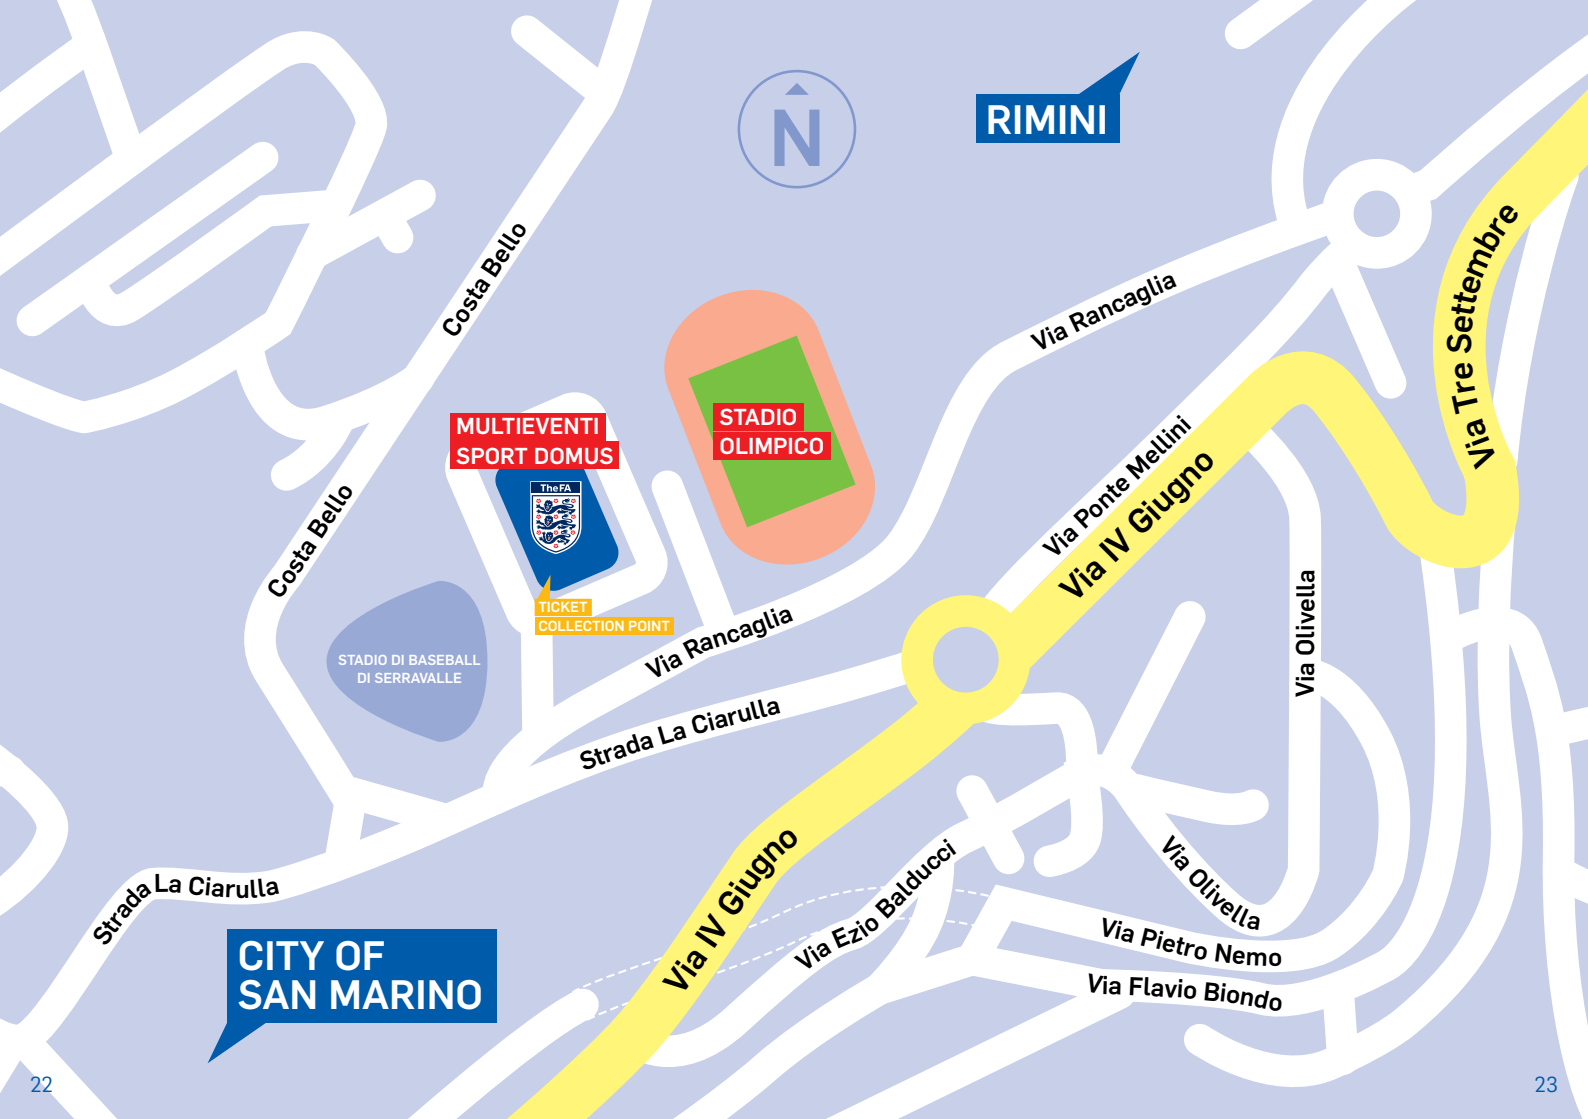 N
RIMINI
Costa Bello
Via Rancaglia
Via Tre Settembre
MULTIEVENTI
SPORT DOMUS
TheFA
STADIO
OLIMPICO
Via Ponte Mellini
Via IV Giugno
Costa Bello
TICKET
COLLECTION POINT
Via Rancaglia
Via Olivella
STADIO DI BASEBALL
DI SERRAVALLE
Strada La Ciarulla
Via IV Giugno
Via Ezio Balducci
Via Olivella
Strada La Ciarulla
Via Pietro Nemo
Via Flavio Biondo
CITY OF
SAN MARINO
22
23